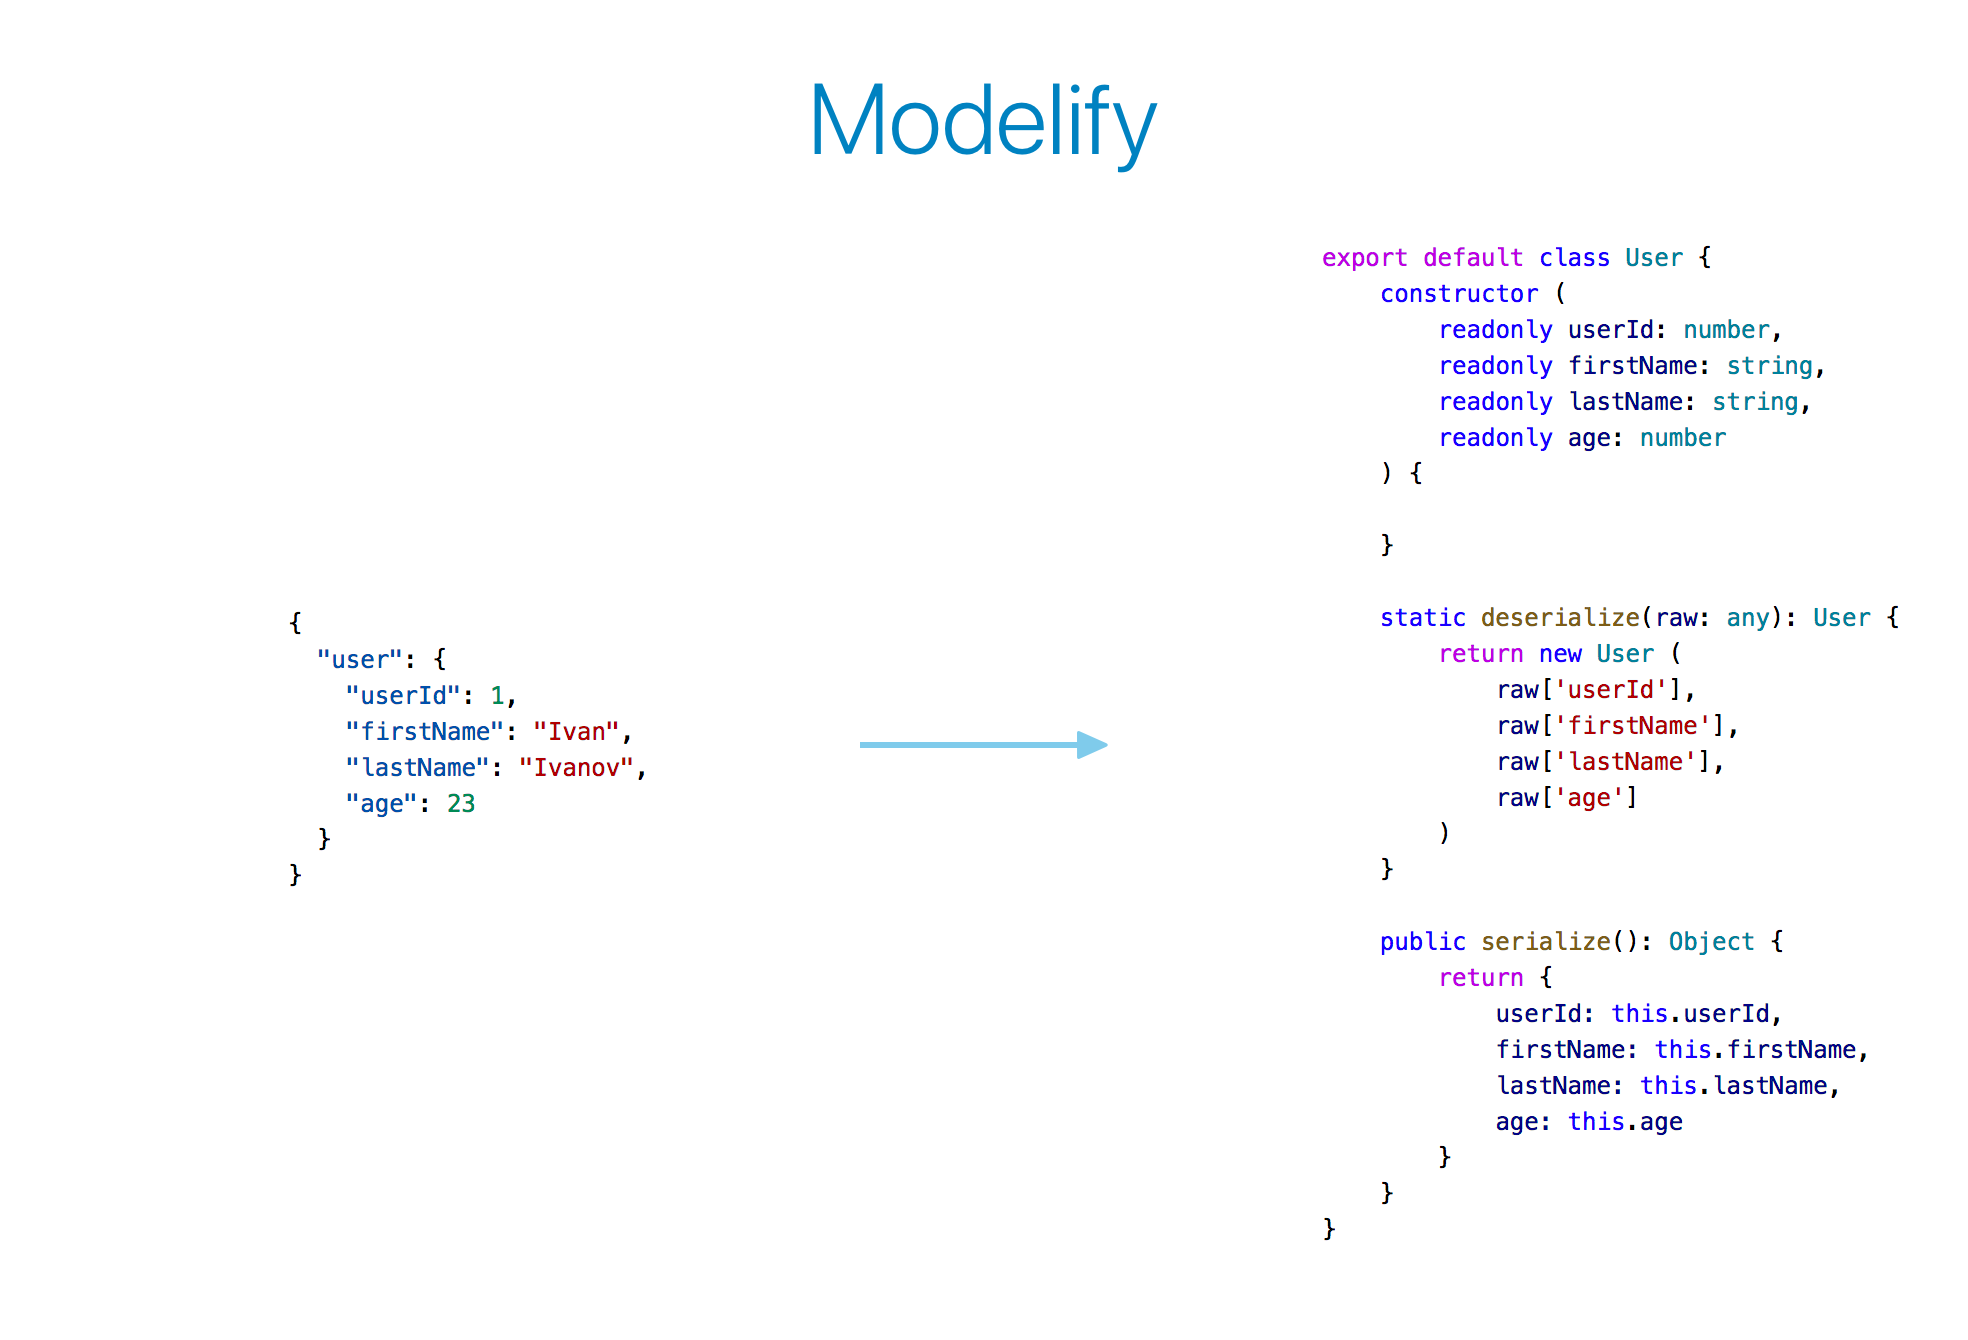 Modelify
{
  "user": {
    "userId": 1,
    "firstName": "Ivan",
    "lastName": "Ivanov",
    "age": 23
  }
}
export default class User {
    constructor (
        readonly userId: number,
        readonly firstName: string,
        readonly lastName: string,
        readonly age: number
    ) {
    }
    static deserialize(raw: any): User {
        return new User (
            raw['userId'],
            raw['firstName'],
            raw['lastName'],
            raw['age']
        )
    }
    public serialize(): Object {
        return {
            userId: this.userId,
            firstName: this.firstName,
            lastName: this.lastName,
            age: this.age
        }
    }
}